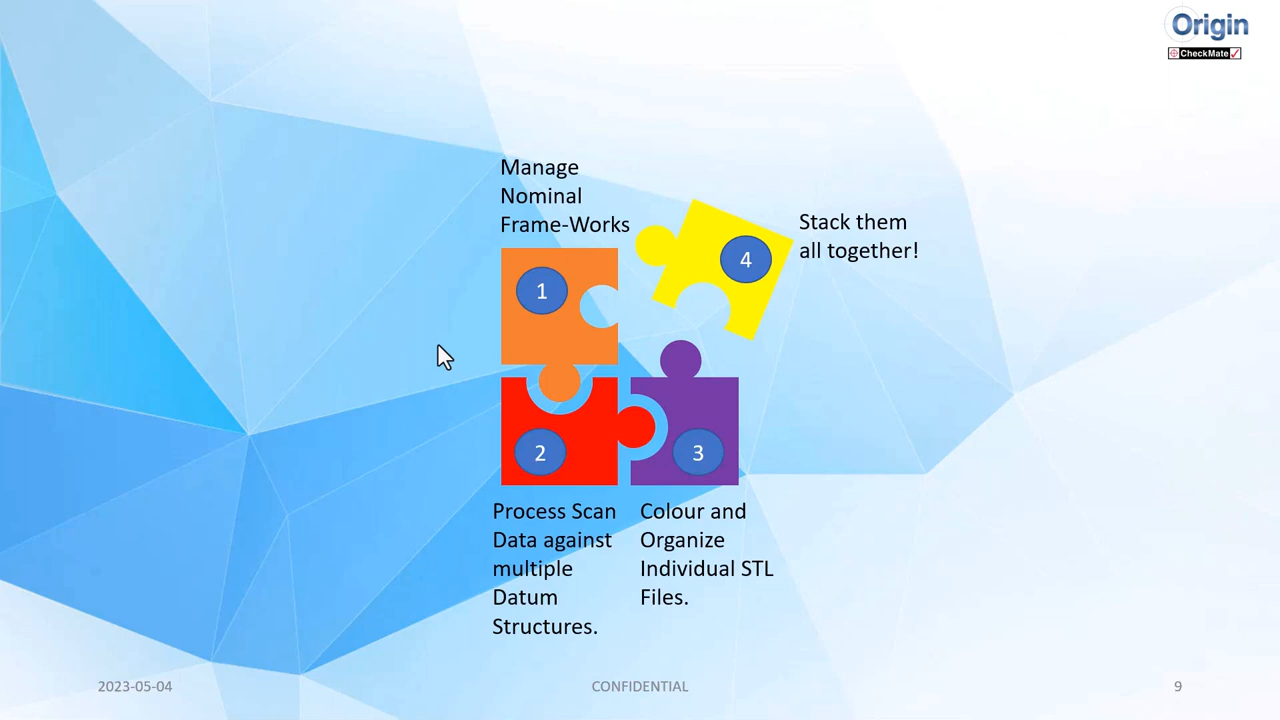 Origin
CheckMate
Manage
Nominal
Frame-Works
Stack them
all together!
1
4
2
3
Process Scan
Data against
multiple
Datum
Structures.
Colour and
Organize
Individual STL
Files.
2023-05-04
CONFIDENTIAL
9